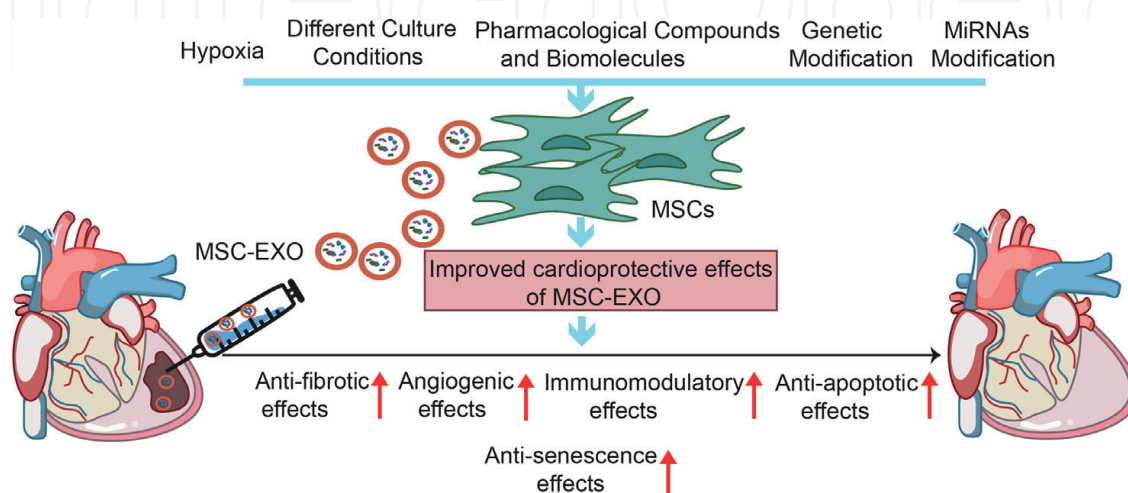 Hypoxia
Different Culture
Conditions
Pharmacological Compounds
and Biomolecules
Genetic
Modification
MiRNAs
Modification
MSCs
MSC-EXO
Improved cardioprotective effects
of MSC-EXO
Anti-fibrotic
effects
Angiogenic
effects
Immunomodulatory
effects
Anti-apoptotic
effects
Anti-senescence
effects